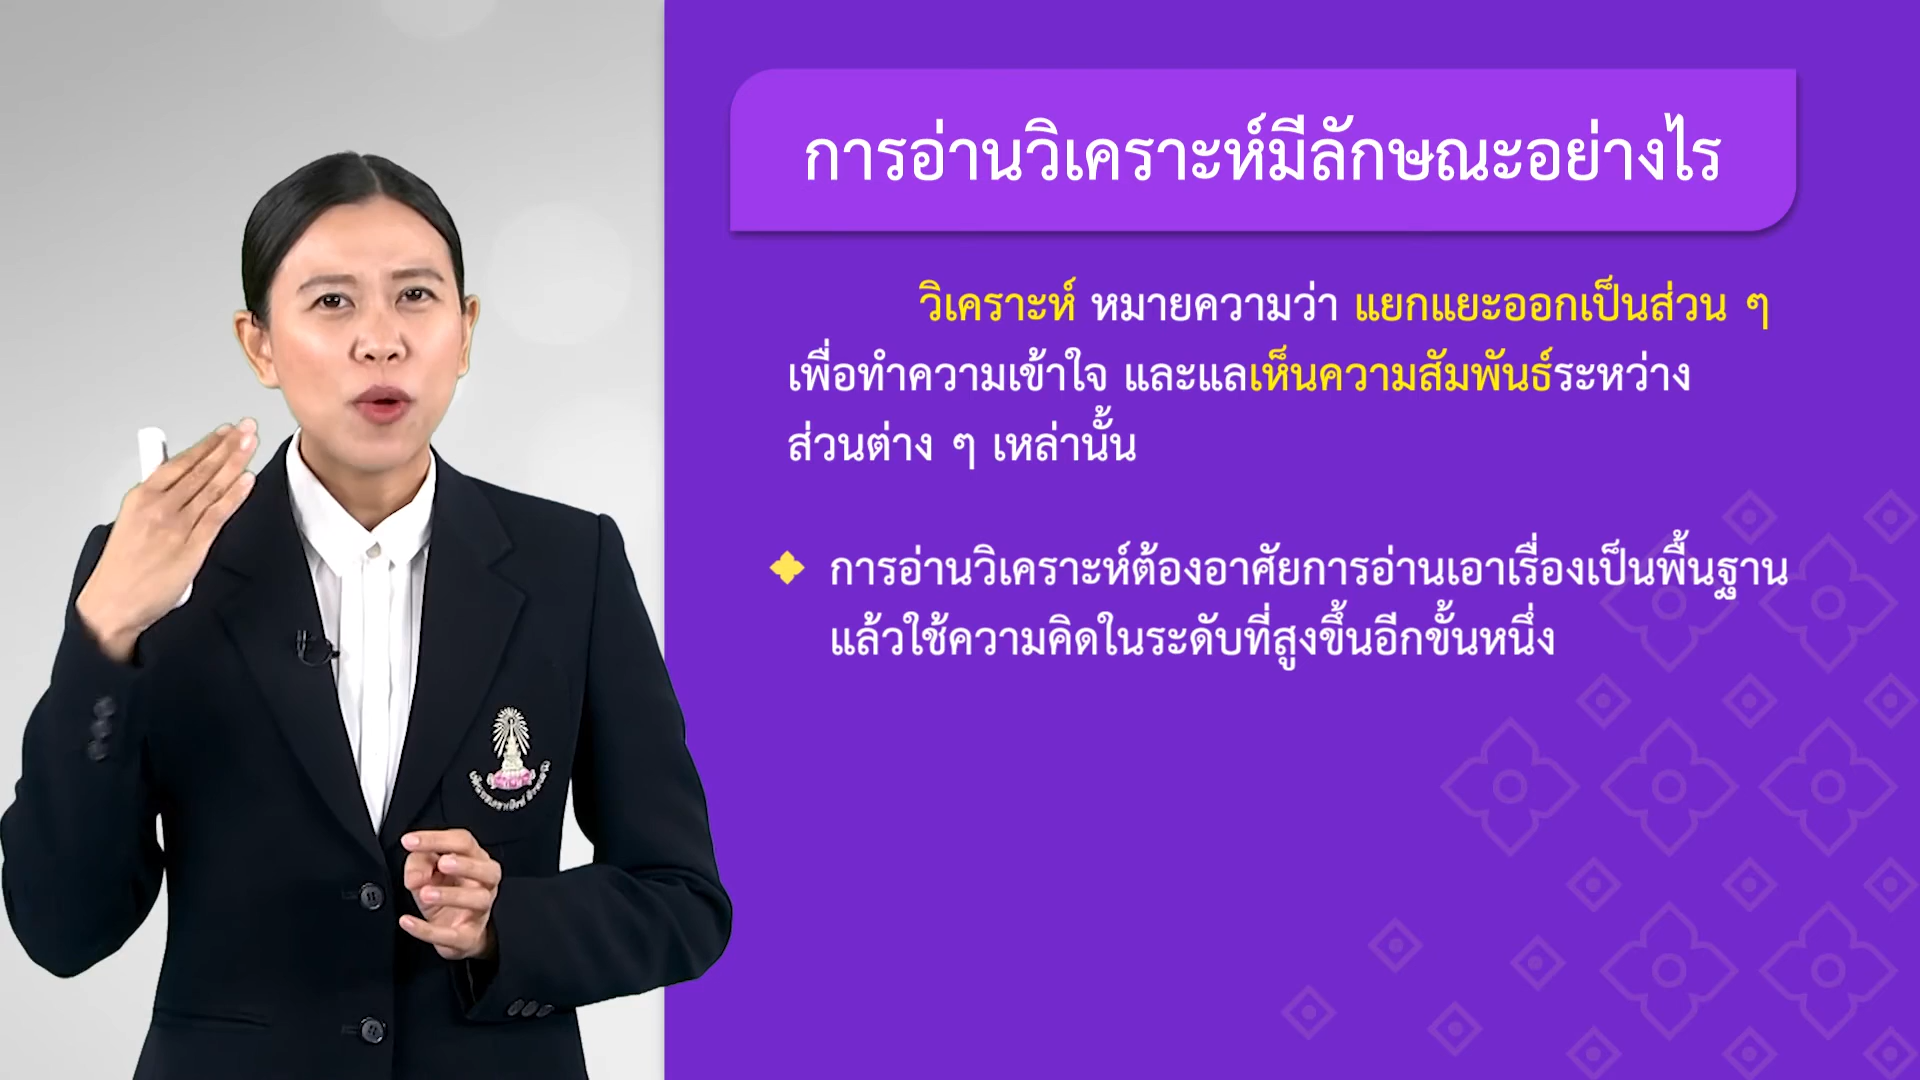 การอ่านวิเคราะห์มีลักษณะอย่างไร
วิเคราะห์ หมายความว่า แยกแยะออกเป็นส่วน ๆ
เพื่อทำความเข้าใจ และแลเห็นความสัมพันธ์ระหว่าง
ส่วนต่าง ๆ เหล่านั้น
การอ่านวิเคราะห์ต้องอาศัยการอ่านเอาเรื่องเป็นพื้นฐาน
แล้วใช้ความคิดในระดับที่สูงขึ้นอีกขั้นหนึ่ง